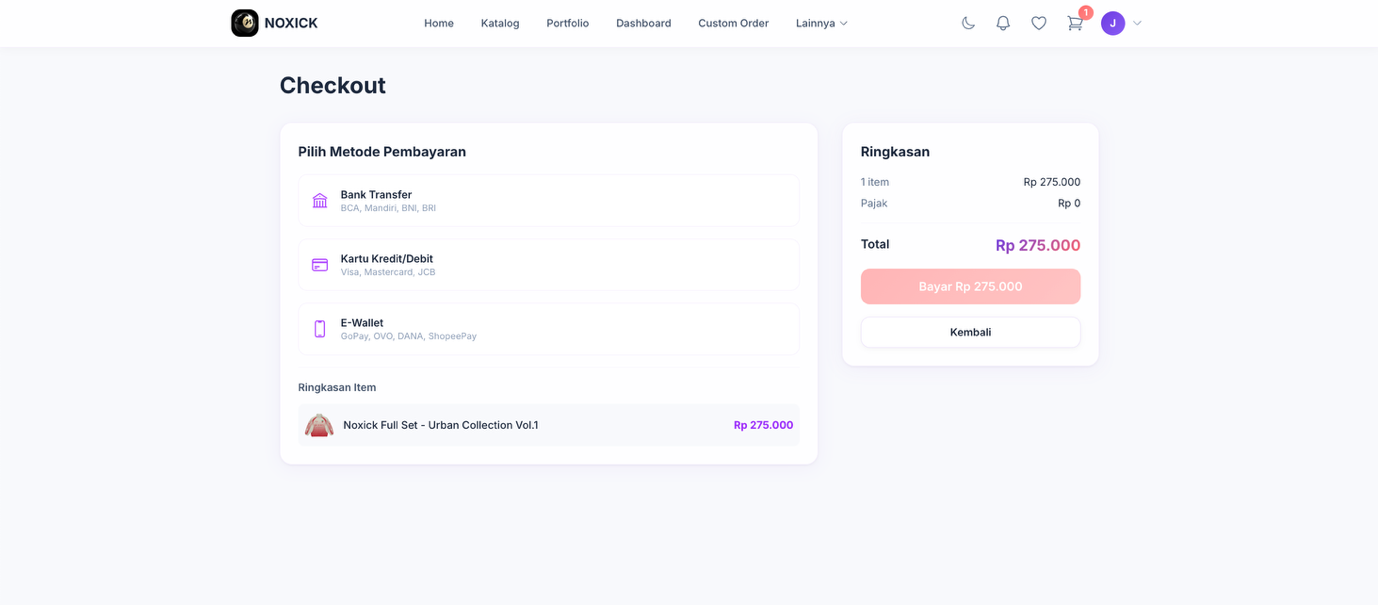 NOXICK
Home Katalog Portfolio Dashboard Custom Order Lainnya
1
J
Checkout
Pilih Metode Pembayaran
Bank Transfer
BCA, Mandiri, BNI, BRI
Kartu Kredit/Debit
Visa, Mastercard, JCB
E-Wallet
GoPay, OVO, DANA, ShopeePay
Ringkasan Item
Noxick Full Set - Urban Collection Vol.1 Rp 275.000
Ringkasan
1 item Rp 275.000
Pajak Rp 0
Total Rp 275.000
Bayar Rp 275.000
Kembali